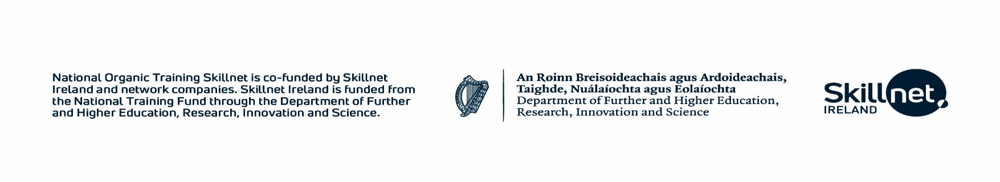 National Organic Training Skillnet is co-funded by Skillnet
Ireland and network companies. Skillnet Ireland is funded from
the National Training Fund through the Department of Further
and Higher Education, Research, Innovation and Science.
An Roinn Breisoideachais agus Ardoideachais,
Taighde, Nuálaíochta agus Eolaíochta
Department of Further and Higher Education,
Research, Innovation and Science
Skillnet
IRELAND